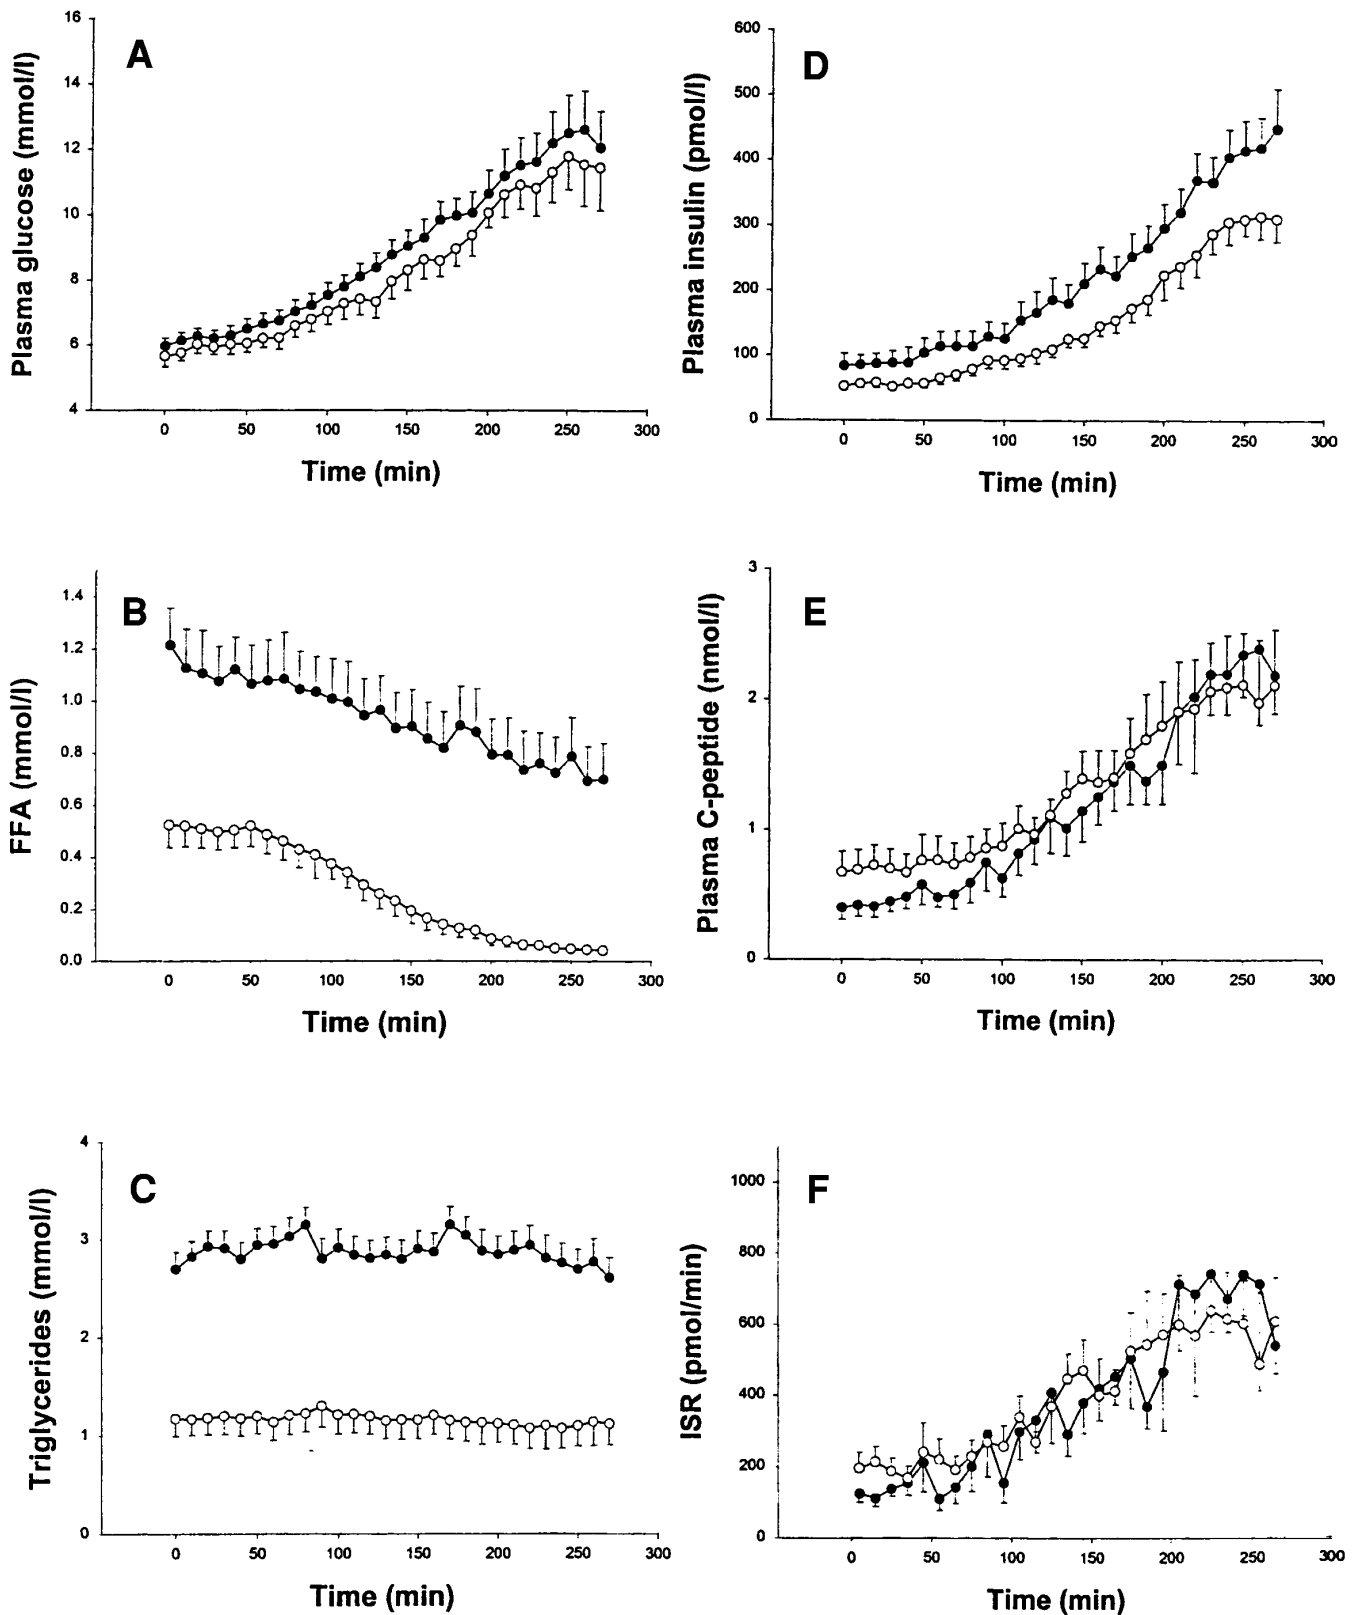 A
Plasma glucose (mmol/l)
16
14
12
10
8
6
4
0 50 100 150 200 250 300
Time (min)
D
Plasma insulin (pmol/l)
600
500
400
300
200
100
0
0 50 100 150 200 250 300
Time (min)
B
FFA (mmol/l)
1.4
1.2
1.0
0.8
0.6
0.4
0.2
0.0
0 50 100 150 200 250 300
Time (min)
E
Plasma C-peptide (nmol/l)
3
2
1
0
0 50 100 150 200 250 300
Time (min)
C
Triglycerides (mmol/l)
4
3
2
1
0
0 50 100 150 200 250 300
Time (min)
F
ISR (pmol/min)
1000
800
600
400
200
0
0 50 100 150 200 250 300
Time (min)